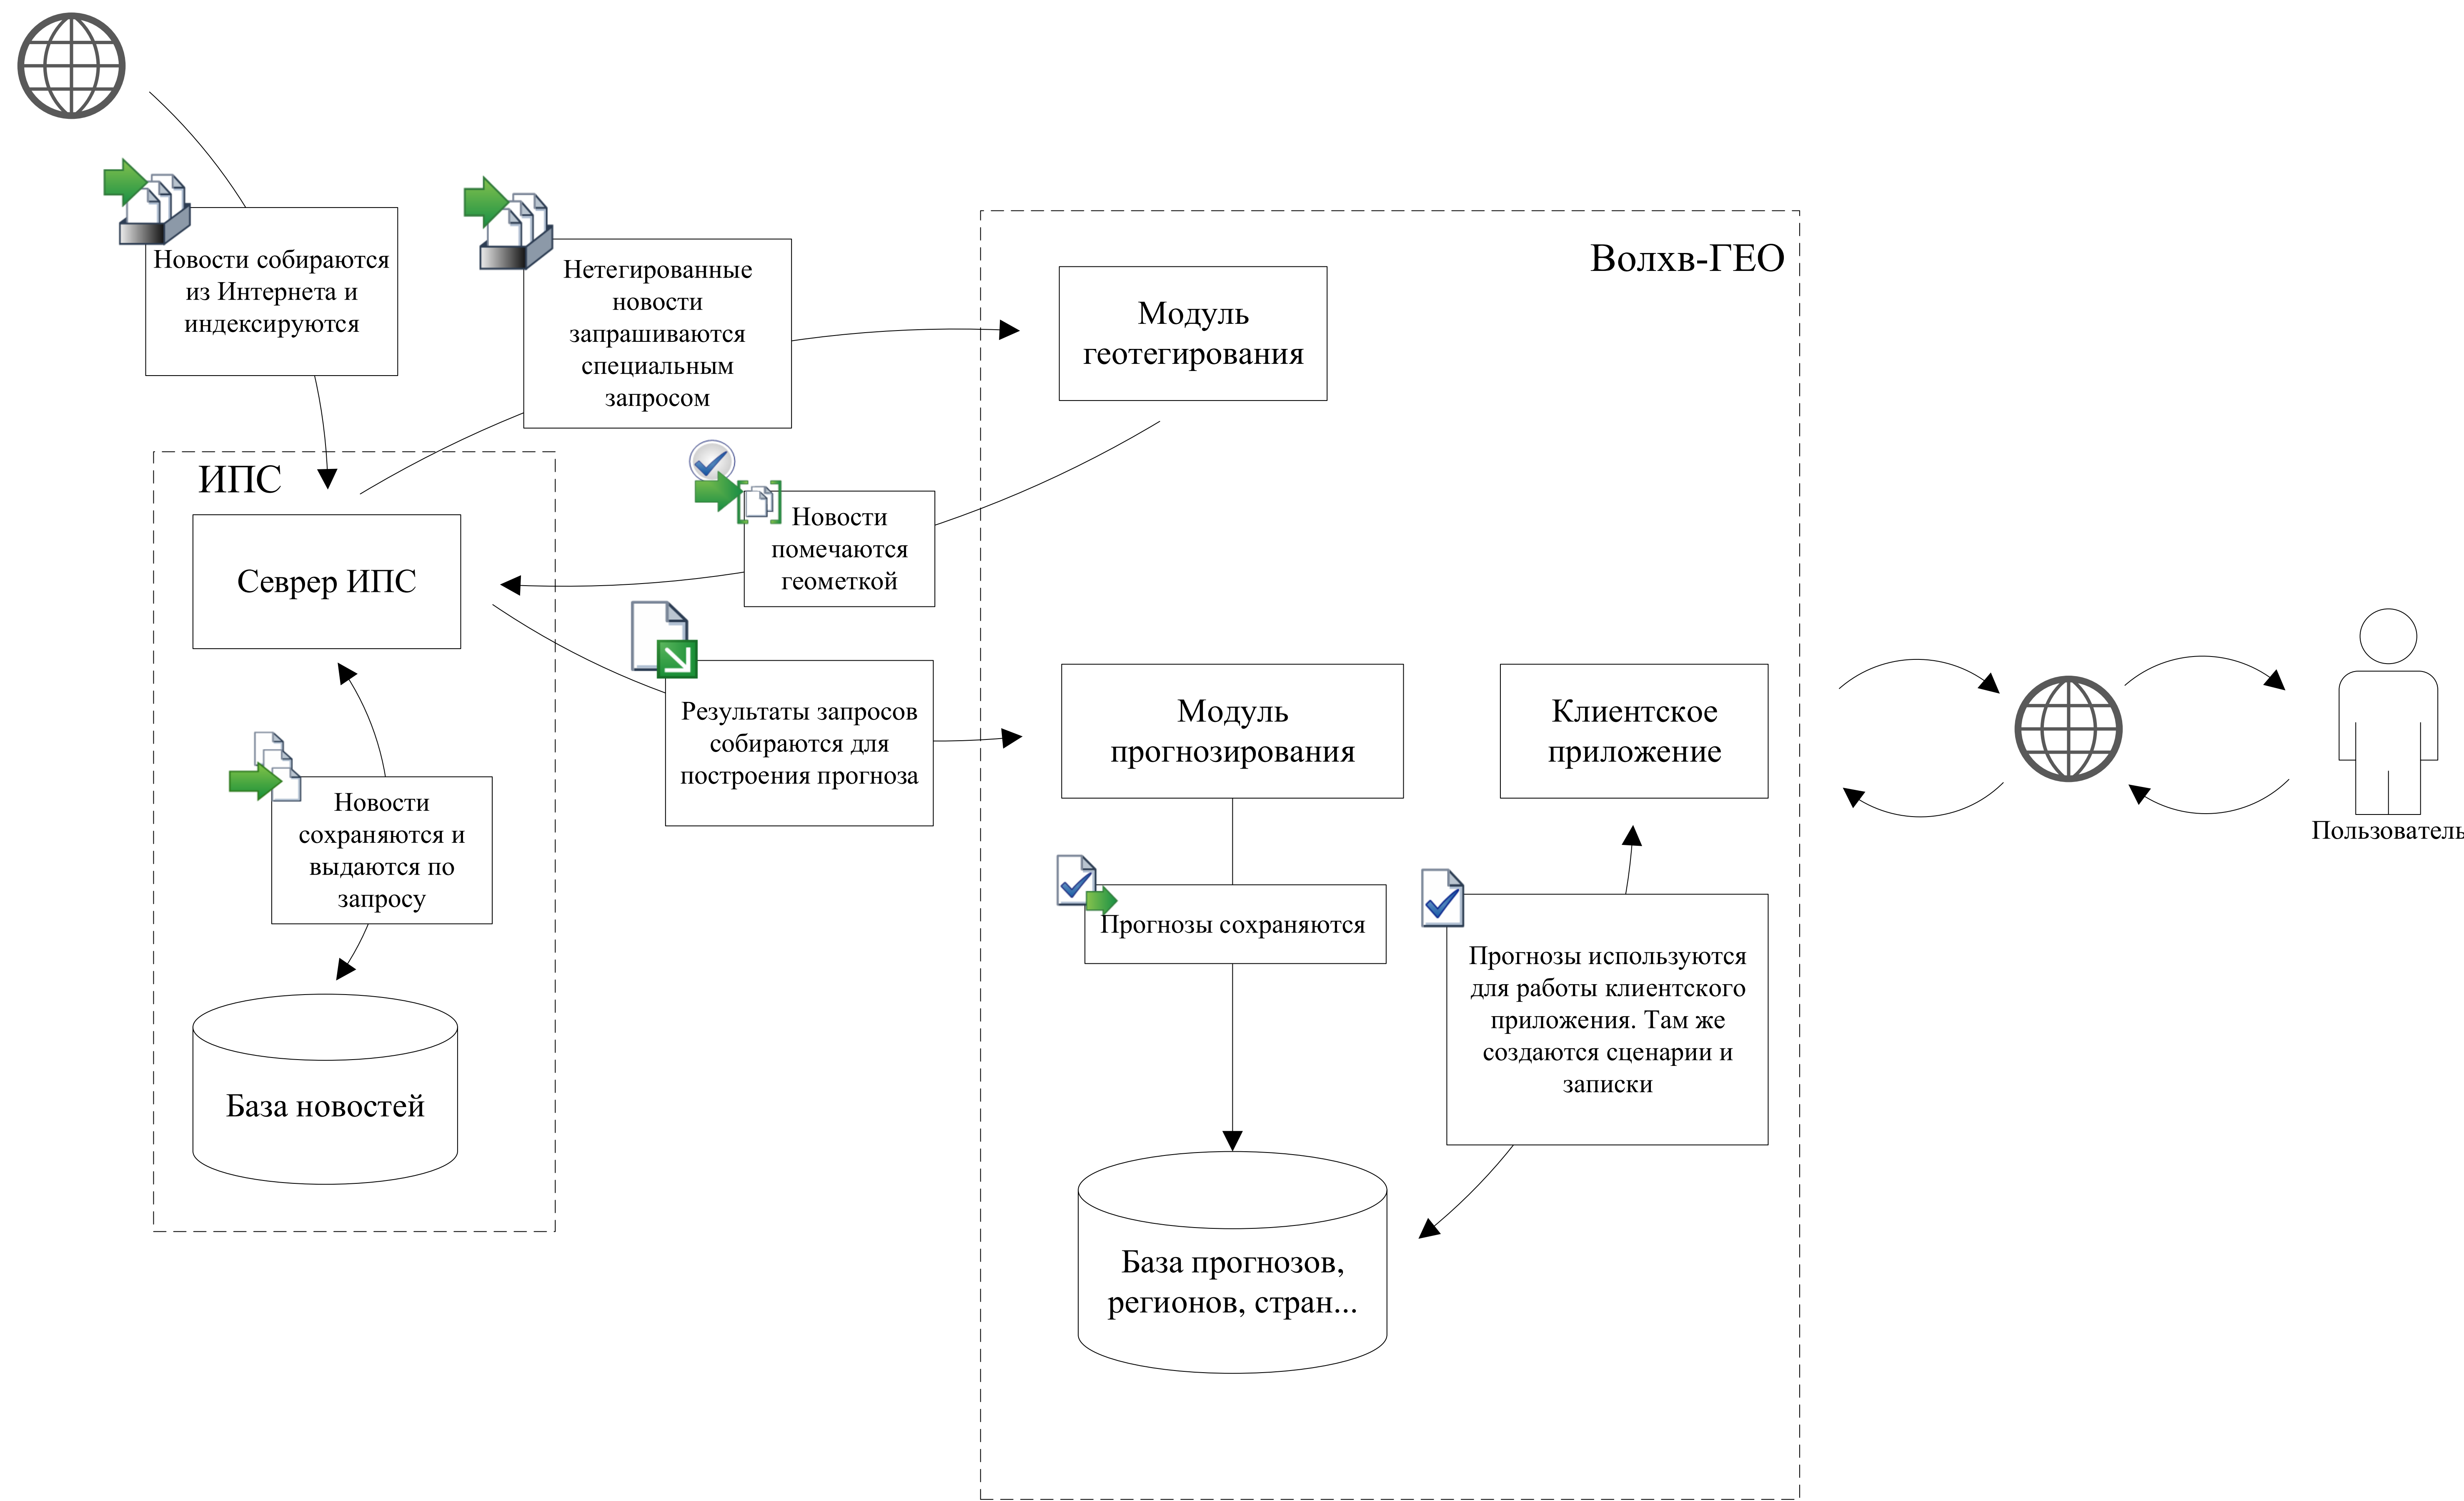 Новости собираются
из Интернета и
индексируются
Нетегированные
новости
запрашиваются
специальным
запросом
Волхв-ГЕО
Модуль
геотегирования
ИПС
Севрер ИПС
Новости
помечаются
геометкой
Результаты запросов
собираются для
построения прогноза
Модуль
прогнозирования
Клиентское
приложение
Пользователь
Новости
сохраняются и
выдаются по
запросу
Прогнозы сохраняются
Прогнозы используются
для работы клиентского
приложения. Там же
создаются сценарии и
записки
База новостей
База прогнозов,
регионов, стран...